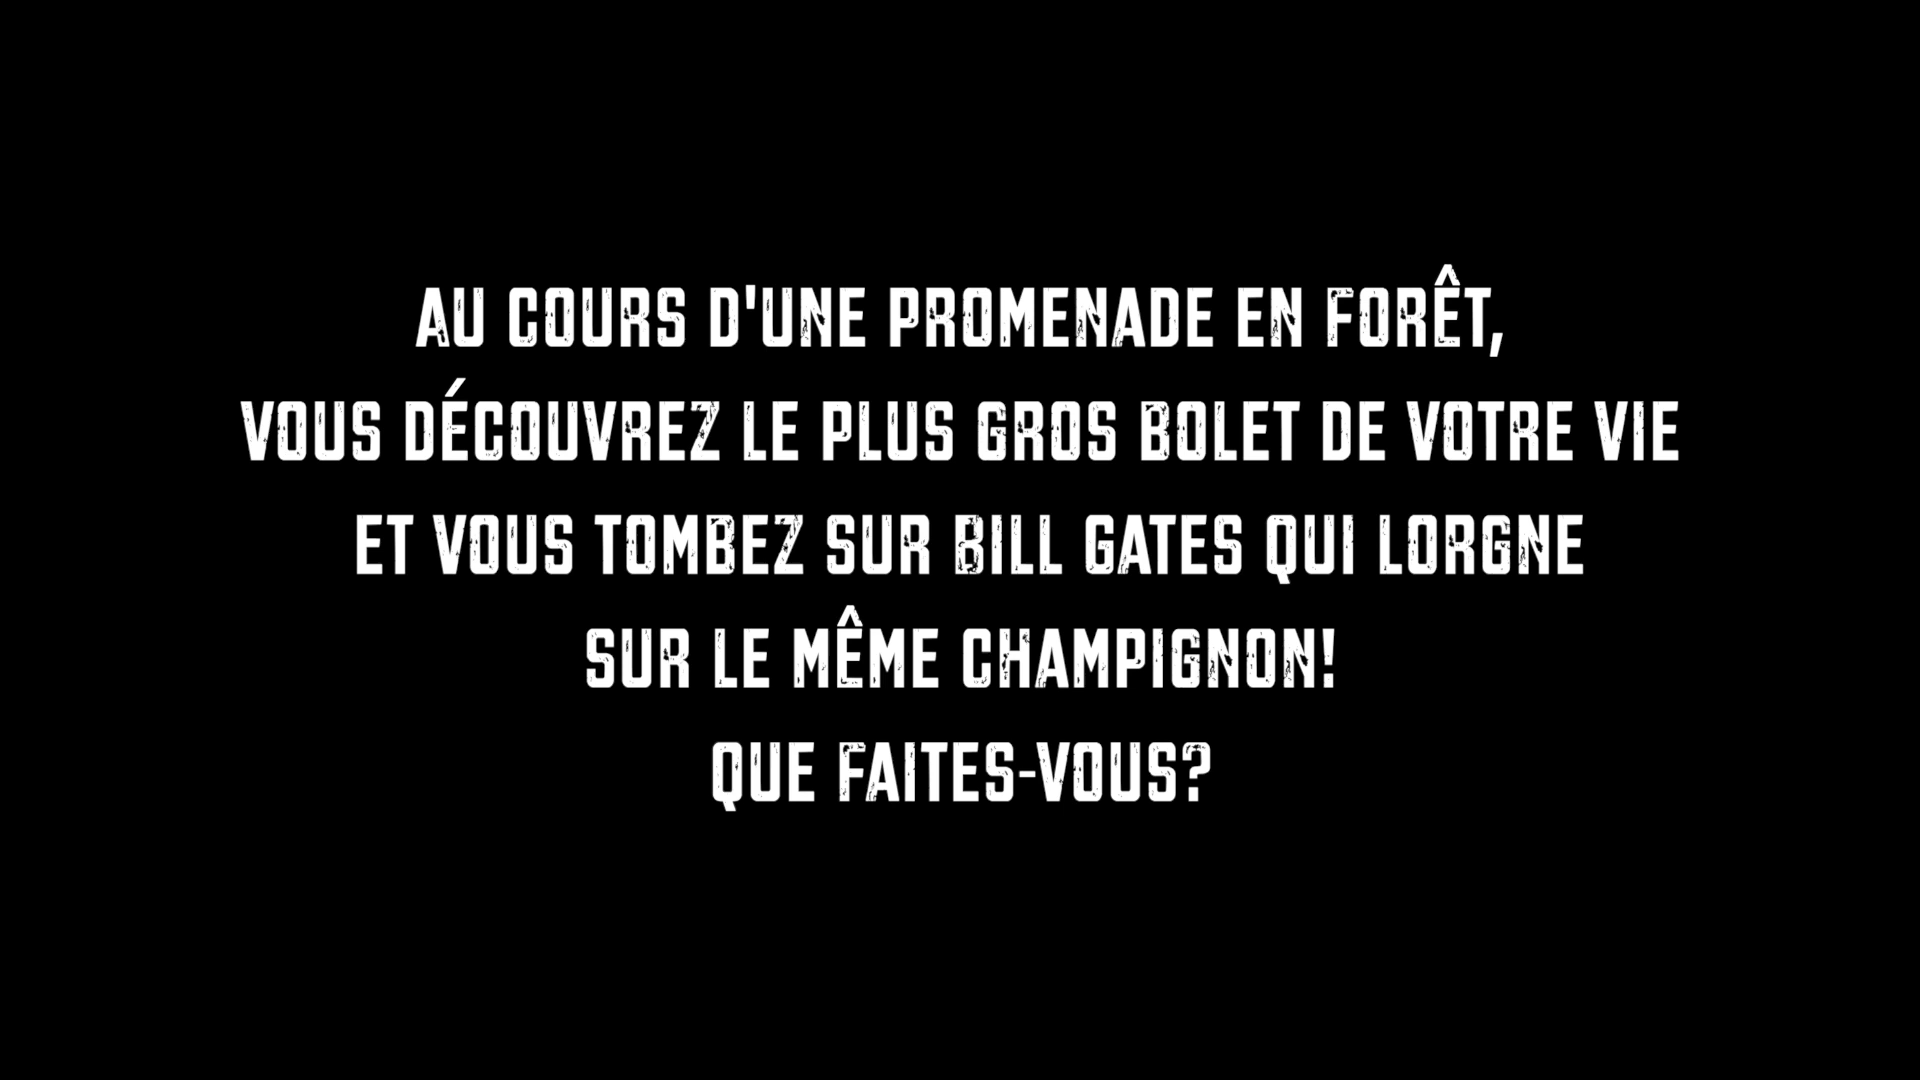 AU COURS D'UNE PROMENADE EN FORÊT,
VOUS DÉCOUVREZ LE PLUS GROS BOLET DE VOTRE VIE
ET VOUS TOMBEZ SUR BILL GATES QUI LORGNE
SUR LE MÊME CHAMPIGNON!
QUE FAITES-VOUS?